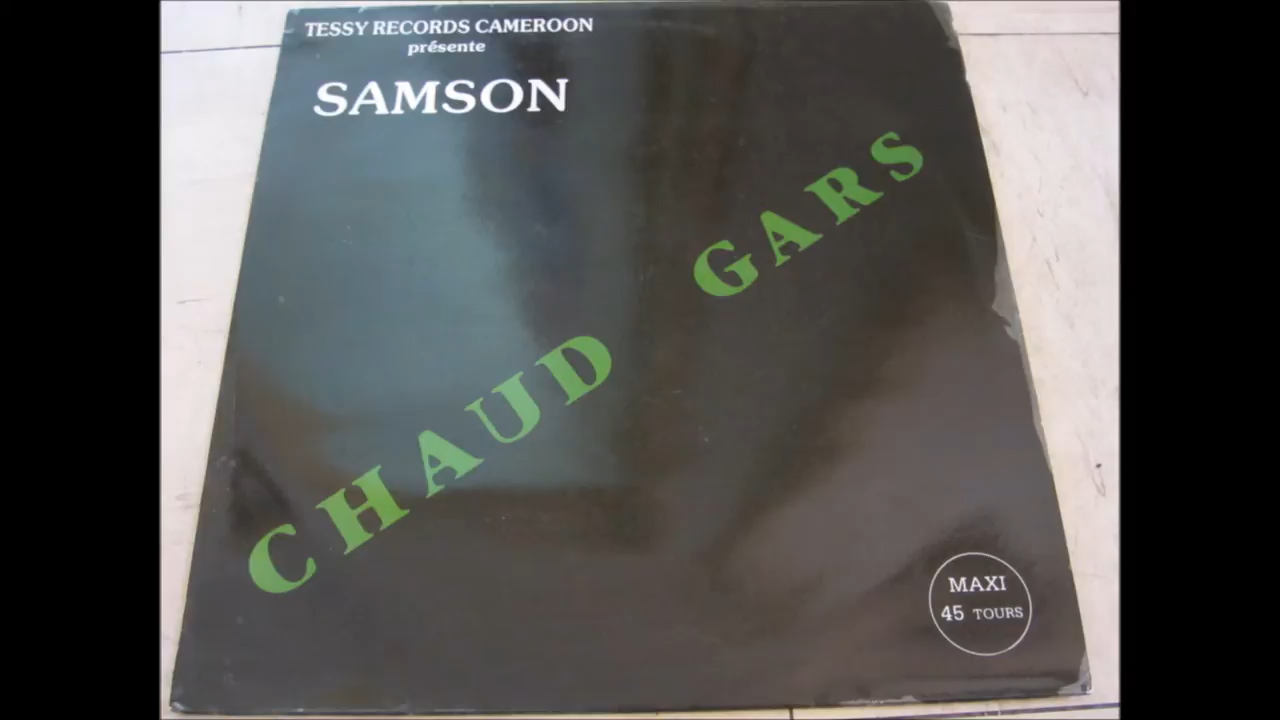 TESSY RECORDS CAMEROON
présente
SAMSON
CHAUD GARS
MAXI
45 TOURS